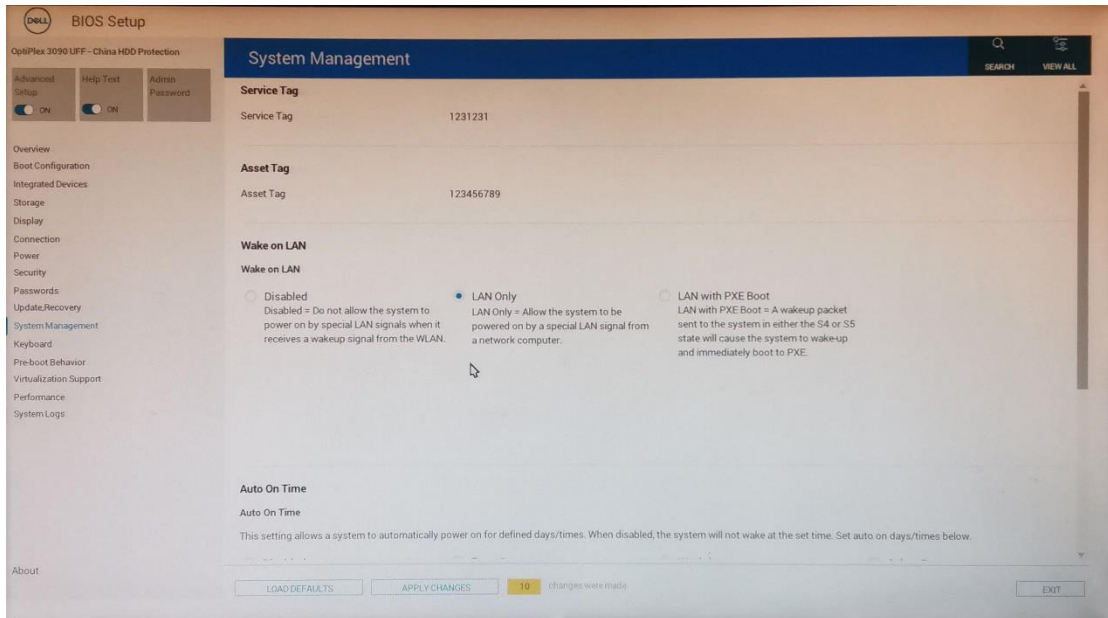 DELL
BIOS Setup
OptiPlex 3090 UFF - China HDD Protection
Advanced Setup
ON
Help Text
ON
Admin Password
System Management
SEARCH
VIEW ALL
Overview
Boot Configuration
Integrated Devices
Storage
Display
Connection
Power
Security
Passwords
Update,Recovery
System Management
Keyboard
Pre-boot Behavior
Virtualization Support
Performance
System Logs
About
Service Tag
Service Tag 1231231
Asset Tag
Asset Tag 123456789
Wake on LAN
Wake on LAN
Disabled
Disabled = Do not allow the system to
power on by special LAN signals when it
receives a wakeup signal from the WLAN.
LAN Only
LAN Only = Allow the system to be
powered on by a special LAN signal from
a network computer.
LAN with PXE Boot
LAN with PXE Boot = A wakeup packet
sent to the system in either the S4 or S5
state will cause the system to wake-up
and immediately boot to PXE.
Auto On Time
Auto On Time
This setting allows a system to automatically power on for defined days/times. When disabled, the system will not wake at the set time. Set auto on days/times below.
LOAD DEFAULTS
APPLY CHANGES
10 changes were made
EXIT